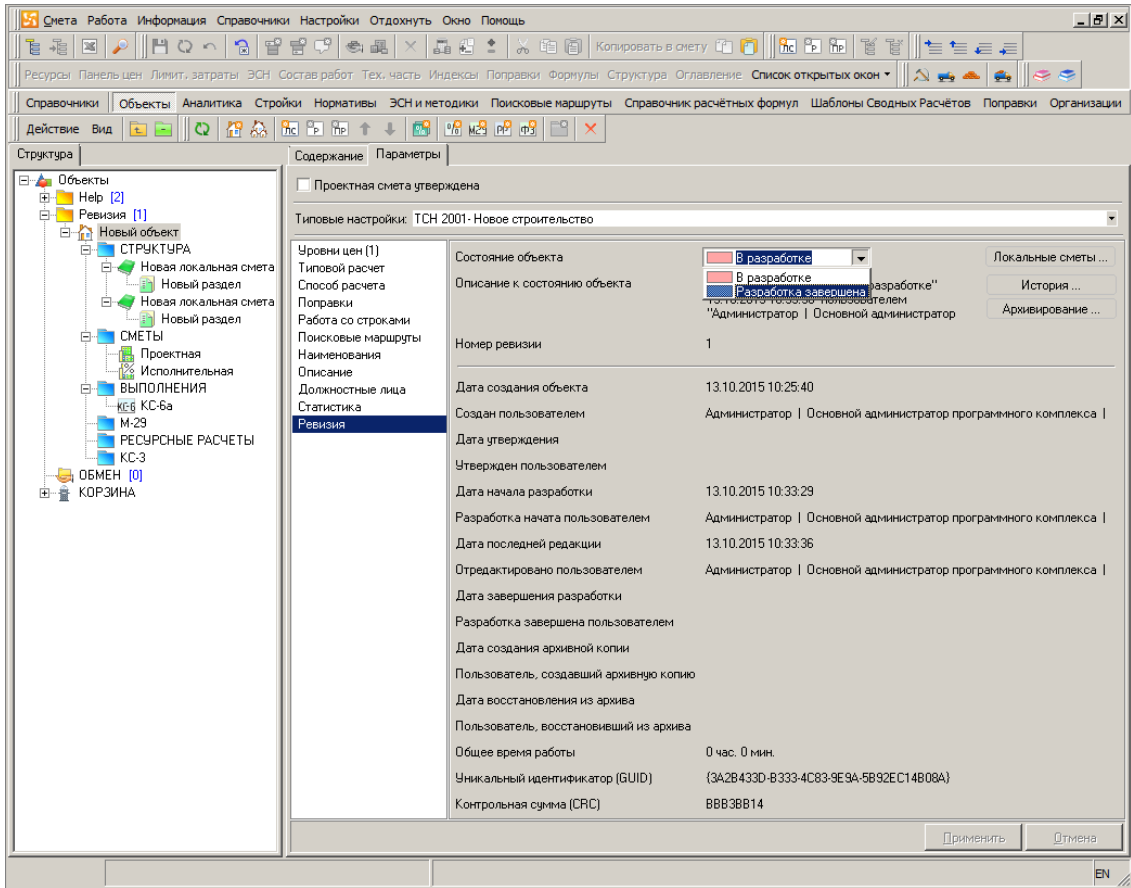 Смета Работа Информация Справочники Настройки Отдохнуть Окно Помощь
Копировать в смету
Ресурсы Панель цен Лимит. затраты ЭСН Состав работ Тех. часть Индексы Поправки Формулы Структура Оглавление Список открытых окон
Справочники Объекты Аналитика Стройки Нормативы ЭСН и методики Поисковые маршруты Справочник расчётных формул Шаблоны Сводных Расчётов Поправки Организации
Действие Вид
Структура
Содержание Параметры
Объекты
Help [2]
Ревизия [1]
Новый объект
СТРУКТУРА
Новая локальная смета
Новый раздел
Новая локальная смета
Новый раздел
СМЕТЫ
Проектная
Исполнительная
ВЫПОЛНЕНИЯ
КС-6 КС-6а
М-29
РЕСУРСНЫЕ РАСЧЕТЫ
КС-3
ОБМЕН [0]
КОРЗИНА
Проектная смета утверждена
Типовые настройки: ТСН 2001- Новое строительство
Уровни цен (1)
Типовой расчет
Способ расчета
Поправки
Работа со строками
Поисковые маршруты
Наименования
Описание
Должностные лица
Статистика
Ревизия
Состояние объекта В разработке Локальные сметы ...
В разработке
Разработка завершена
Описание к состоянию объекта разработке" История ...
пользователем
"Администратор | Основной администратор Архивирование ...
Номер ревизии 1
Дата создания объекта 13.10.2015 10:25:40
Создан пользователем Администратор | Основной администратор программного комплекса |
Дата утверждения
Утвержден пользователем
Дата начала разработки 13.10.2015 10:33:29
Разработка начата пользователем Администратор | Основной администратор программного комплекса |
Дата последней редакции 13.10.2015 10:33:36
Отредактировано пользователем Администратор | Основной администратор программного комплекса |
Дата завершения разработки
Разработка завершена пользователем
Дата создания архивной копии
Пользователь, создавший архивную копию
Дата восстановления из архива
Пользователь, восстановивший из архива
Общее время работы 0 час. 0 мин.
Уникальный идентификатор (GUID) {3A2B433D-B333-4C83-9E9A-5B92EC14B08A}
Контрольная сумма (CRC) BBB3BB14
Применить Отмена
EN